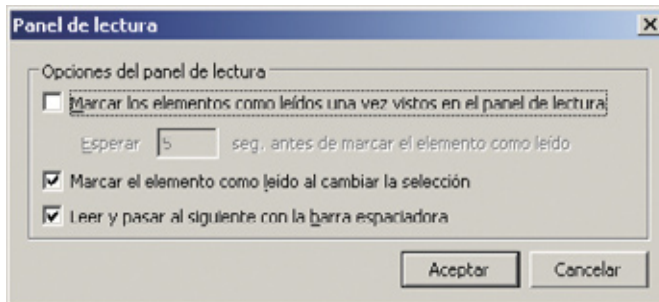 Panel de lectura
Opciones del panel de lectura
Marcar los elementos como leídos una vez vistos en el panel de lectura
Esperar 5 seg. antes de marcar el elemento como leído
Marcar el elemento como leído al cambiar la selección
Leer y pasar al siguiente con la barra espaciadora
Aceptar Cancelar